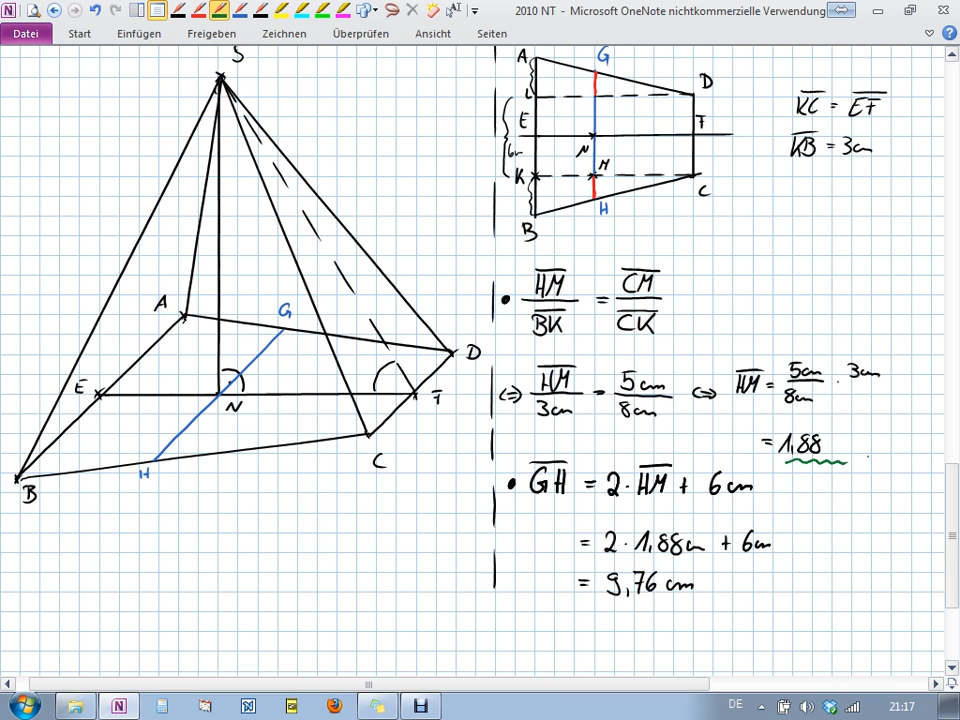 2010 NT - Microsoft OneNote nichtkommerzielle Verwendung
Datei Start Einfügen Freigeben Zeichnen Überprüfen Ansicht Seiten
S
A
G
D
E
N
F
C
H
B
A
G
D
L
E
F
N
6cm
K
M
C
H
B
KC = EF
KB = 3cm
• HM/BK = CM/CK
⇔ HM/3cm = 5cm/8cm ⇔ HM = 5cm/8cm · 3cm
= 1,88
• GH = 2 · HM + 6cm
= 2 · 1,88cm + 6cm
= 9,76 cm
DE 21:17